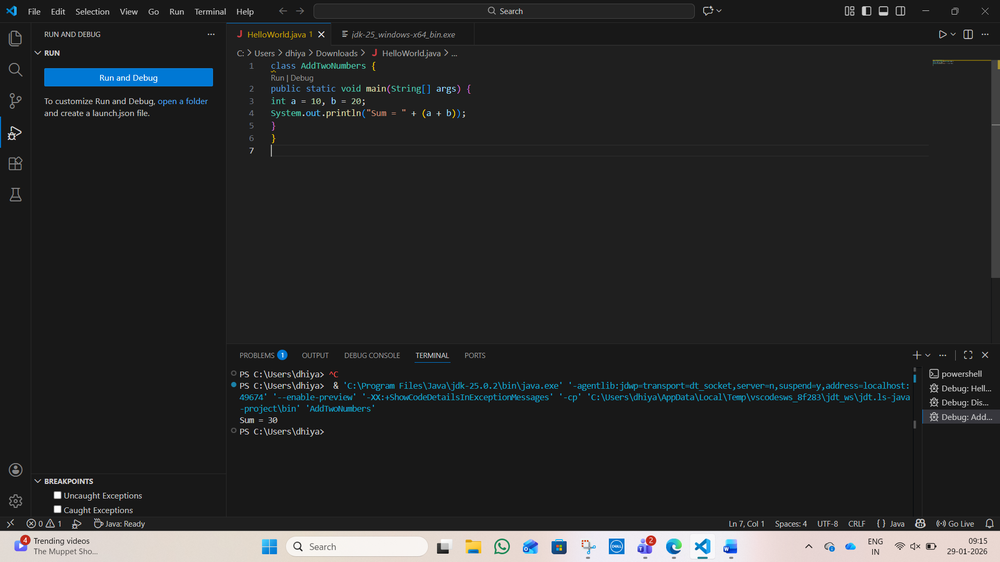 File Edit Selection View Go Run Terminal Help
Search
RUN AND DEBUG
RUN
Run and Debug
To customize Run and Debug, open a folder
and create a launch.json file.
HelloWorld.java 1
jdk-25_windows-x64_bin.exe
C: > Users > dhiya > Downloads > J HelloWorld.java > ...
1 class AddTwoNumbers {
Run | Debug
2 public static void main(String[] args) {
3 int a = 10, b = 20;
4 System.out.println("Sum = " + (a + b));
5 }
6 }
7
PROBLEMS 1 OUTPUT DEBUG CONSOLE TERMINAL PORTS
PS C:\Users\dhiya> ^C
PS C:\Users\dhiya>  & 'C:\Program Files\Java\jdk-25.0.2\bin\java.exe' '-agentlib:jdwp=transport=dt_socket,server=n,suspend=y,address=localhost:
49674' '--enable-preview' '-XX:+ShowCodeDetailsInExceptionMessages' '-cp' 'C:\Users\dhiya\AppData\Local\Temp\vscodesws_8f283\jdt_ws\jdt.ls-java
-project\bin' 'AddTwoNumbers'
Sum = 30
PS C:\Users\dhiya>
powershell
Debug: Hell...
Debug: Dis...
Debug: Add...
BREAKPOINTS
Uncaught Exceptions
Caught Exceptions
0 1 Java: Ready
Ln 7, Col 1 Spaces: 4 UTF-8 CRLF {} Java Go Live
4
Trending videos
The Muppet Sho...
Search
DELL
2
ENG
IN
09:15
29-01-2026